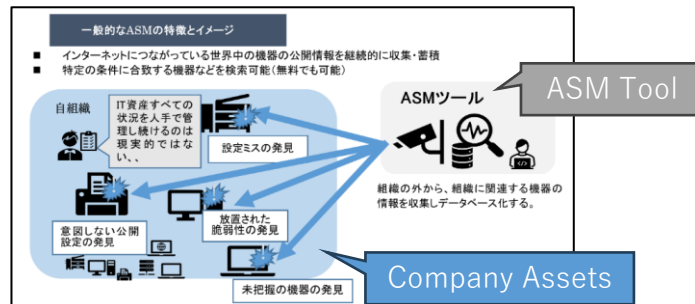 一般的なASMの特徴とイメージ
■ インターネットにつながっている世界中の機器の公開情報を継続的に収集・蓄積
■ 特定の条件に合致する機器などを検索可能（無料でも可能）
自組織
IT資産すべての
状況を人手で管
理し続けるのは
現実的ではな
い、、
設定ミスの発見
意図しない公開
設定の発見
放置された
脆弱性の発見
未把握の機器の発見
ASMツール
組織の外から、組織に関連する機器の
情報を収集しデータベース化する。
ASM Tool
Company Assets